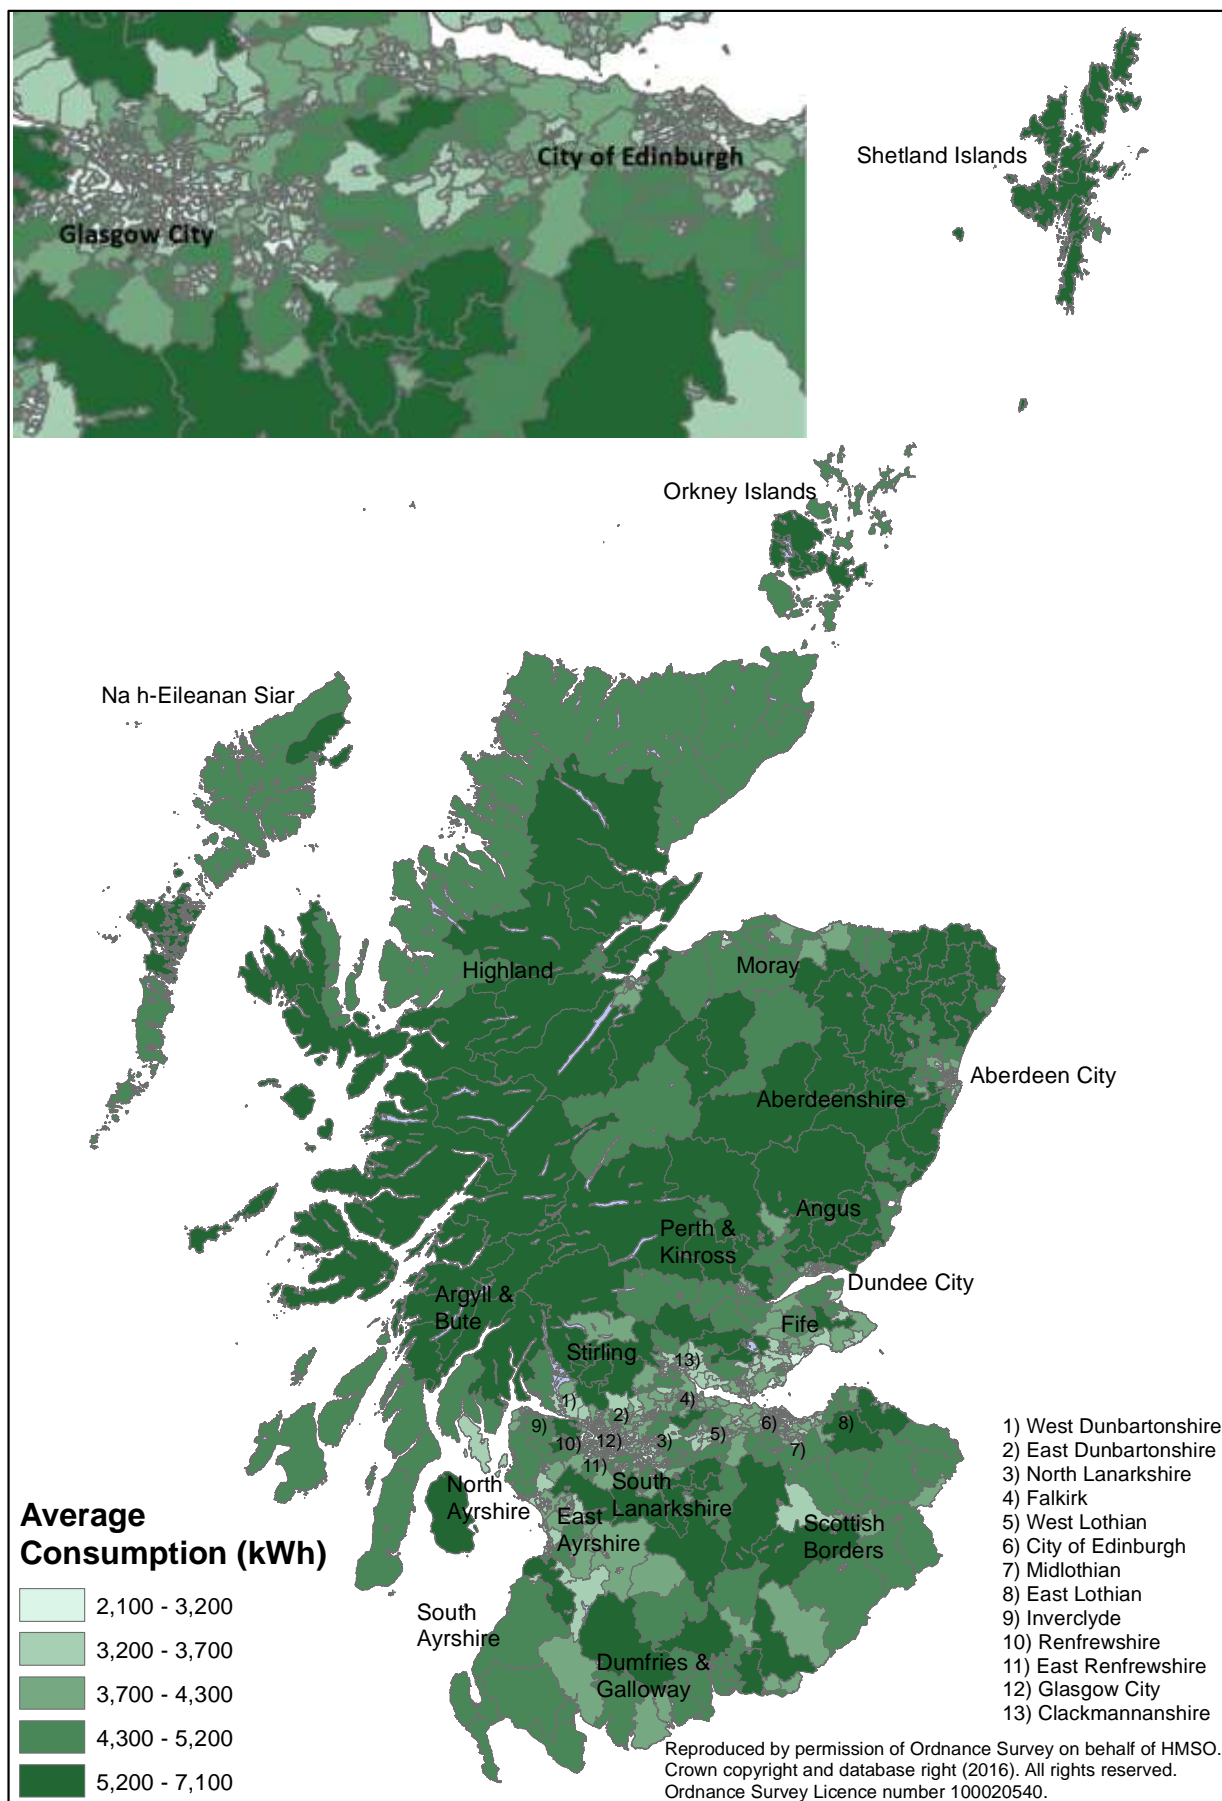 City of Edinburgh
Glasgow City
Shetland Islands
Orkney Islands
Na h-Eileanan Siar
Highland
Moray
Aberdeen City
Aberdeenshire
Angus
Perth &
Kinross
Dundee City
Argyll &
Bute
Fife
Stirling
13)
1)
2)
4)
9)
10)
12)
3)
5)
6)
7)
8)
11)
North
Ayrshire
South
Lanarkshire
East
Ayrshire
Scottish
Borders
South
Ayrshire
Dumfries &
Galloway
1) West Dunbartonshire
2) East Dunbartonshire
3) North Lanarkshire
4) Falkirk
5) West Lothian
6) City of Edinburgh
7) Midlothian
8) East Lothian
9) Inverclyde
10) Renfrewshire
11) East Renfrewshire
12) Glasgow City
13) Clackmannanshire
Average
Consumption (kWh)
2,100 - 3,200
3,200 - 3,700
3,700 - 4,300
4,300 - 5,200
5,200 - 7,100
Reproduced by permission of Ordnance Survey on behalf of HMSO.
Crown copyright and database right (2016). All rights reserved.
Ordnance Survey Licence number 100020540.